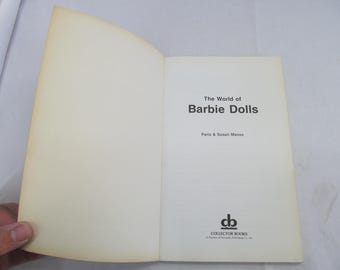 The World of
Barbie Dolls
Paris & Susan Manos
cb
COLLECTOR BOOKS